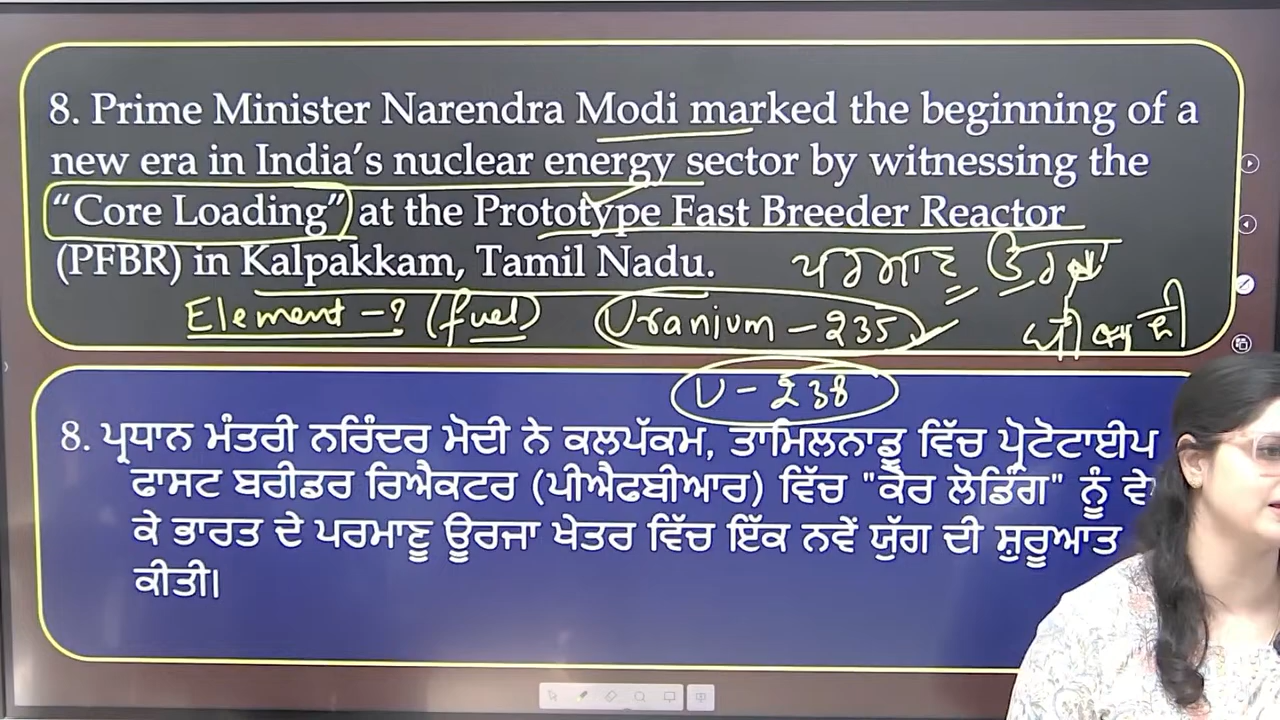 8. Prime Minister Narendra Modi marked the beginning of a
new era in India’s nuclear energy sector by witnessing the
“Core Loading” at the Prototype Fast Breeder Reactor
(PFBR) in Kalpakkam, Tamil Nadu.
ਪਰਮਾਣੂ
Element - ? (fuel) Uranium - 235
U - 238
8. ਪ੍ਰਧਾਨ ਮੰਤਰੀ ਨਰਿੰਦਰ ਮੋਦੀ ਨੇ ਕਲਪੱਕਮ, ਤਾਮਿਲਨਾਡੂ ਵਿੱਚ ਪ੍ਰੋਟੋਟਾਈਪ
ਫਾਸਟ ਬਰੀਡਰ ਰਿਐਕਟਰ (ਪੀਐਫਬੀਆਰ) ਵਿੱਚ "ਕੋਰ ਲੋਡਿੰਗ" ਨੂੰ
ਕੇ ਭਾਰਤ ਦੇ ਪਰਮਾਣੂ ਊਰਜਾ ਖੇਤਰ ਵਿੱਚ ਇੱਕ ਨਵੇਂ ਯੁੱਗ ਦੀ ਸ਼ੁਰੂਆਤ
ਕੀਤੀ।